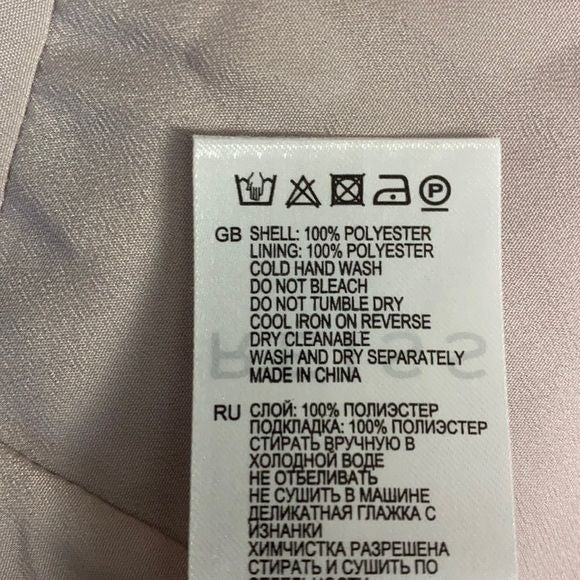 P
GB SHELL: 100% POLYESTER
LINING: 100% POLYESTER
COLD HAND WASH
DO NOT BLEACH
DO NOT TUMBLE DRY
COOL IRON ON REVERSE
DRY CLEANABLE
WASH AND DRY SEPARATELY
MADE IN CHINA
RU СЛОЙ: 100% ПОЛИЭСТЕР
ПОДКЛАДКА: 100% ПОЛИЭСТЕР
СТИРАТЬ ВРУЧНУЮ В
ХОЛОДНОЙ ВОДЕ
НЕ ОТБЕЛИВАТЬ
НЕ СУШИТЬ В МАШИНЕ
ДЕЛИКАТНАЯ ГЛАЖКА С
ИЗНАНКИ
ХИМЧИСТКА РАЗРЕШЕНА
СТИРАТЬ И СУШИТЬ ПО